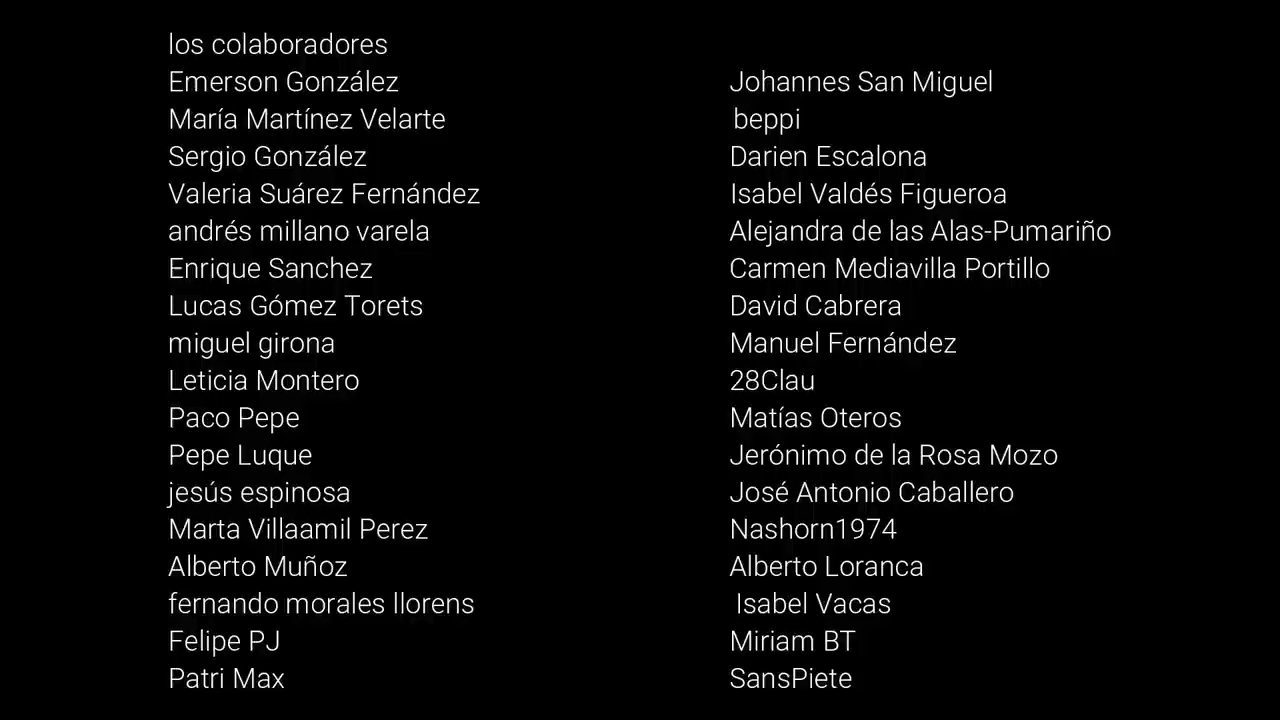 los colaboradores
Emerson González
María Martínez Velarte
Sergio González
Valeria Suárez Fernández
andrés millano varela
Enrique Sanchez
Lucas Gómez Torets
miguel girona
Leticia Montero
Paco Pepe
Pepe Luque
jesús espinosa
Marta Villaamil Perez
Alberto Muñoz
fernando morales llorens
Felipe PJ
Patri Max
Johannes San Miguel
beppi
Darien Escalona
Isabel Valdés Figueroa
Alejandra de las Alas-Pumariño
Carmen Mediavilla Portillo
David Cabrera
Manuel Fernández
28Clau
Matías Oteros
Jerónimo de la Rosa Mozo
José Antonio Caballero
Nashorn1974
Alberto Loranca
Isabel Vacas
Miriam BT
SansPiete